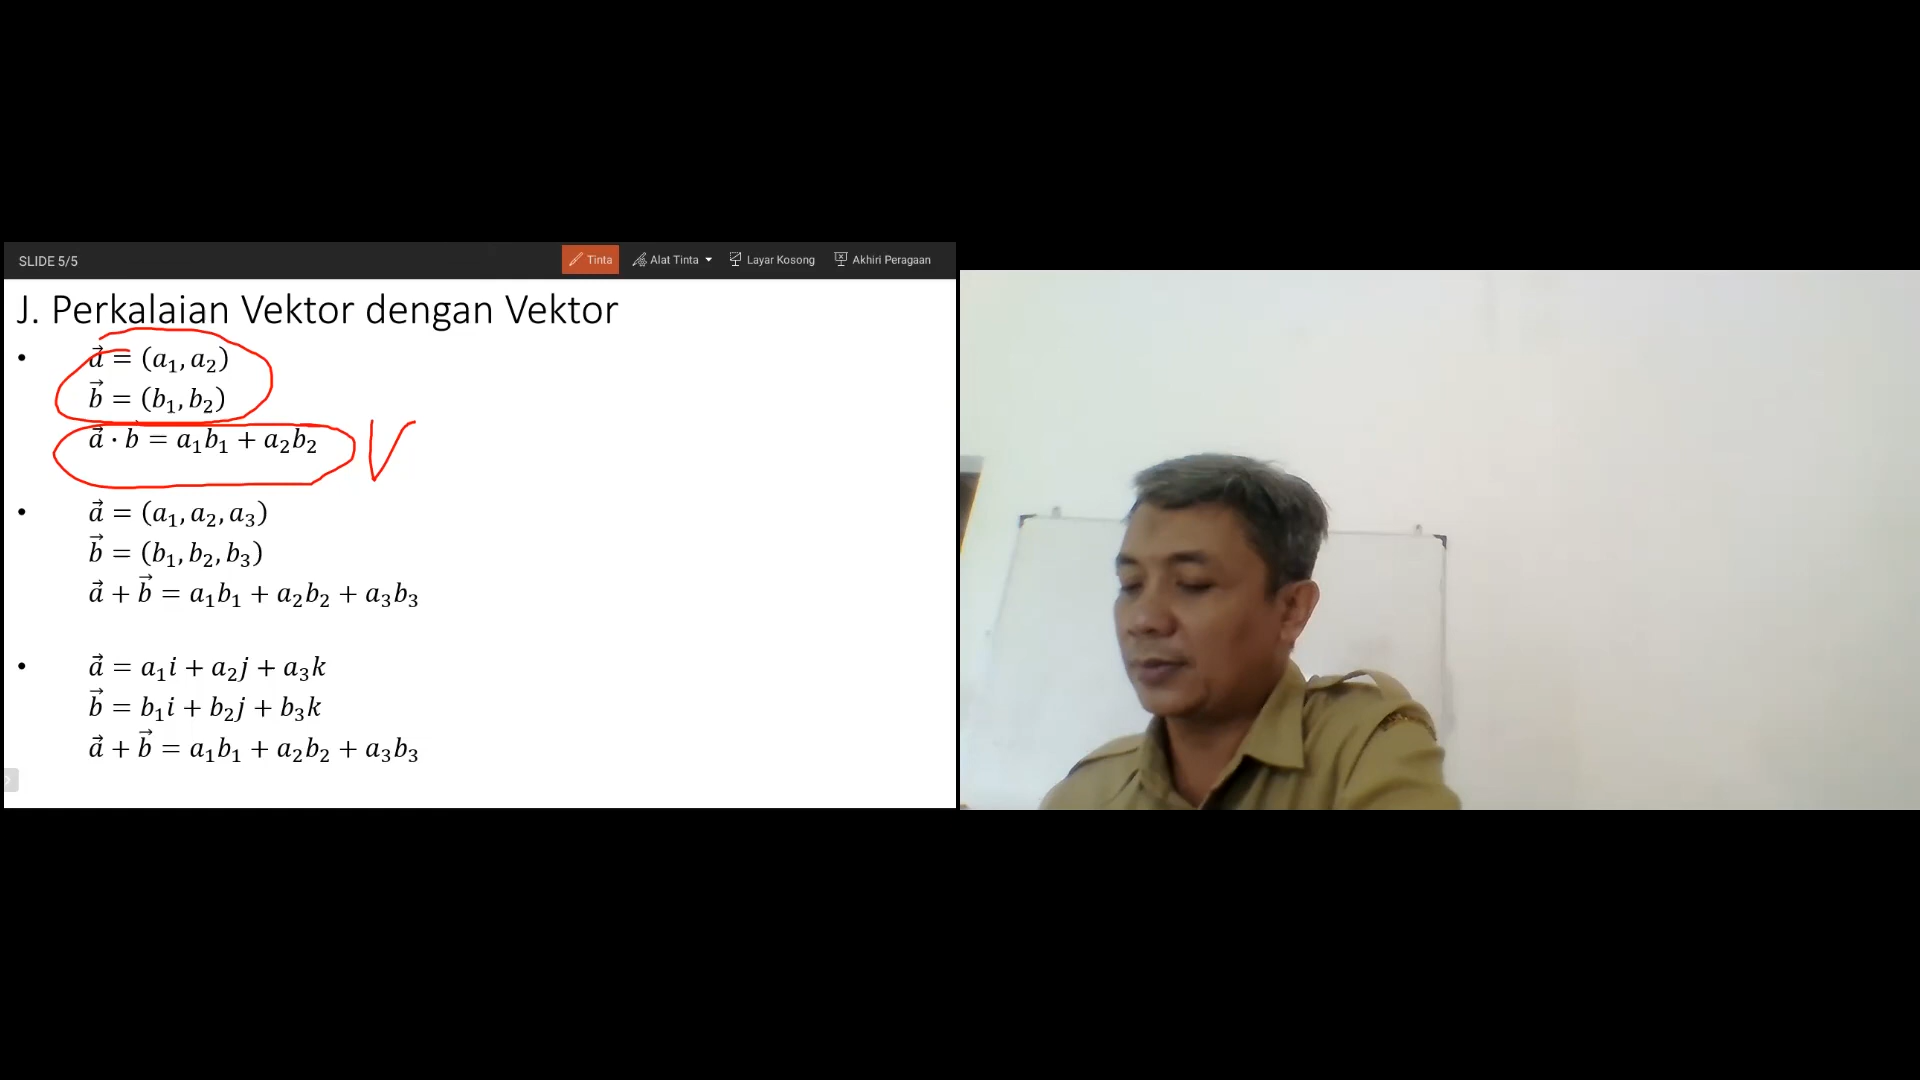 SLIDE 5/5
Tinta
Alat Tinta
Layar Kosong
Akhiri Peragaan
J. Perkalaian Vektor dengan Vektor
• a⃗ = (a₁, a₂)
b⃗ = (b₁, b₂)
a⃗ · b⃗ = a₁b₁ + a₂b₂
• a⃗ = (a₁, a₂, a₃)
b⃗ = (b₁, b₂, b₃)
a⃗ + b⃗ = a₁b₁ + a₂b₂ + a₃b₃
• a⃗ = a₁i + a₂j + a₃k
b⃗ = b₁i + b₂j + b₃k
a⃗ + b⃗ = a₁b₁ + a₂b₂ + a₃b₃